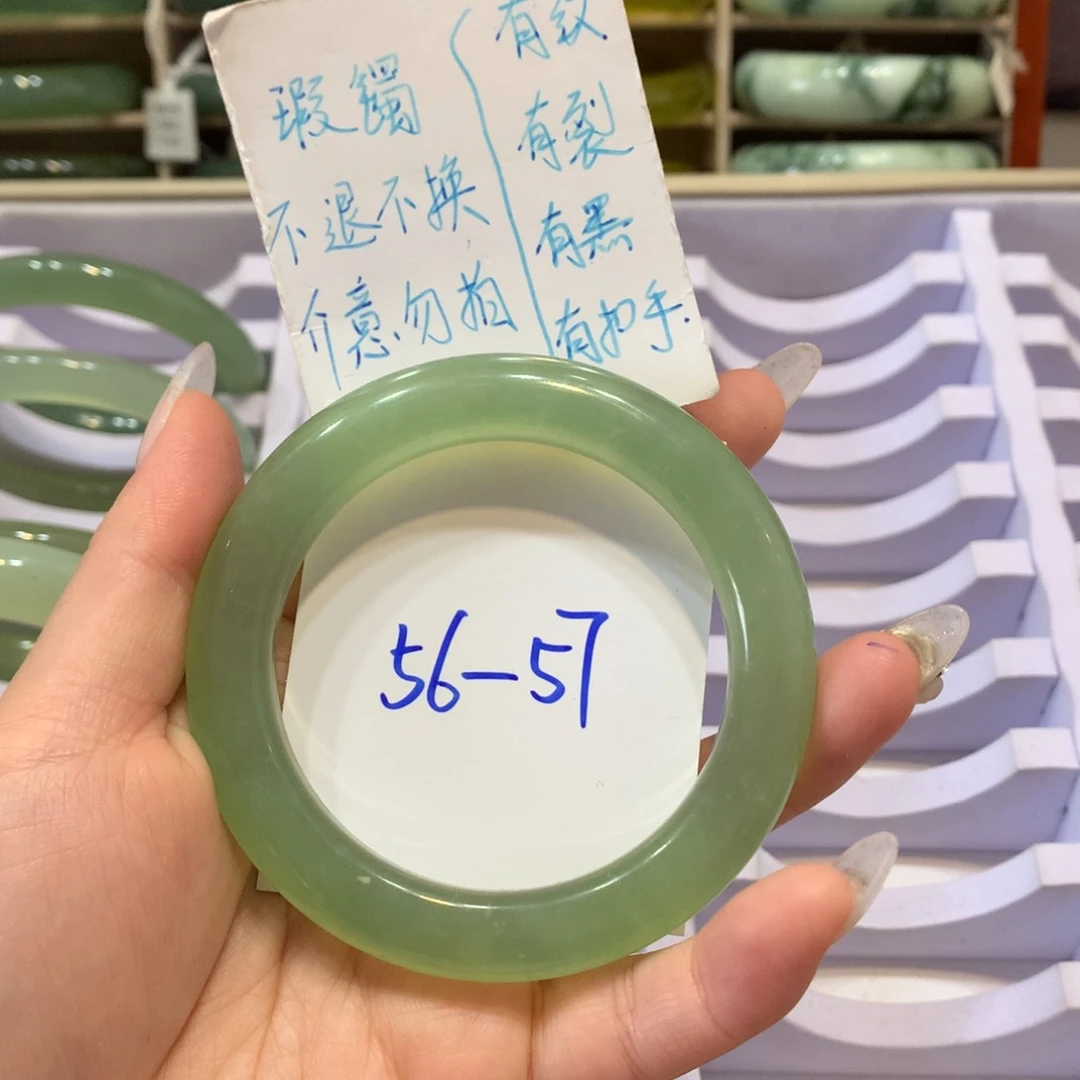 瑕镯
不退不换
介意勿拍
有纹.
有裂
有黑
有扣手.
56-57